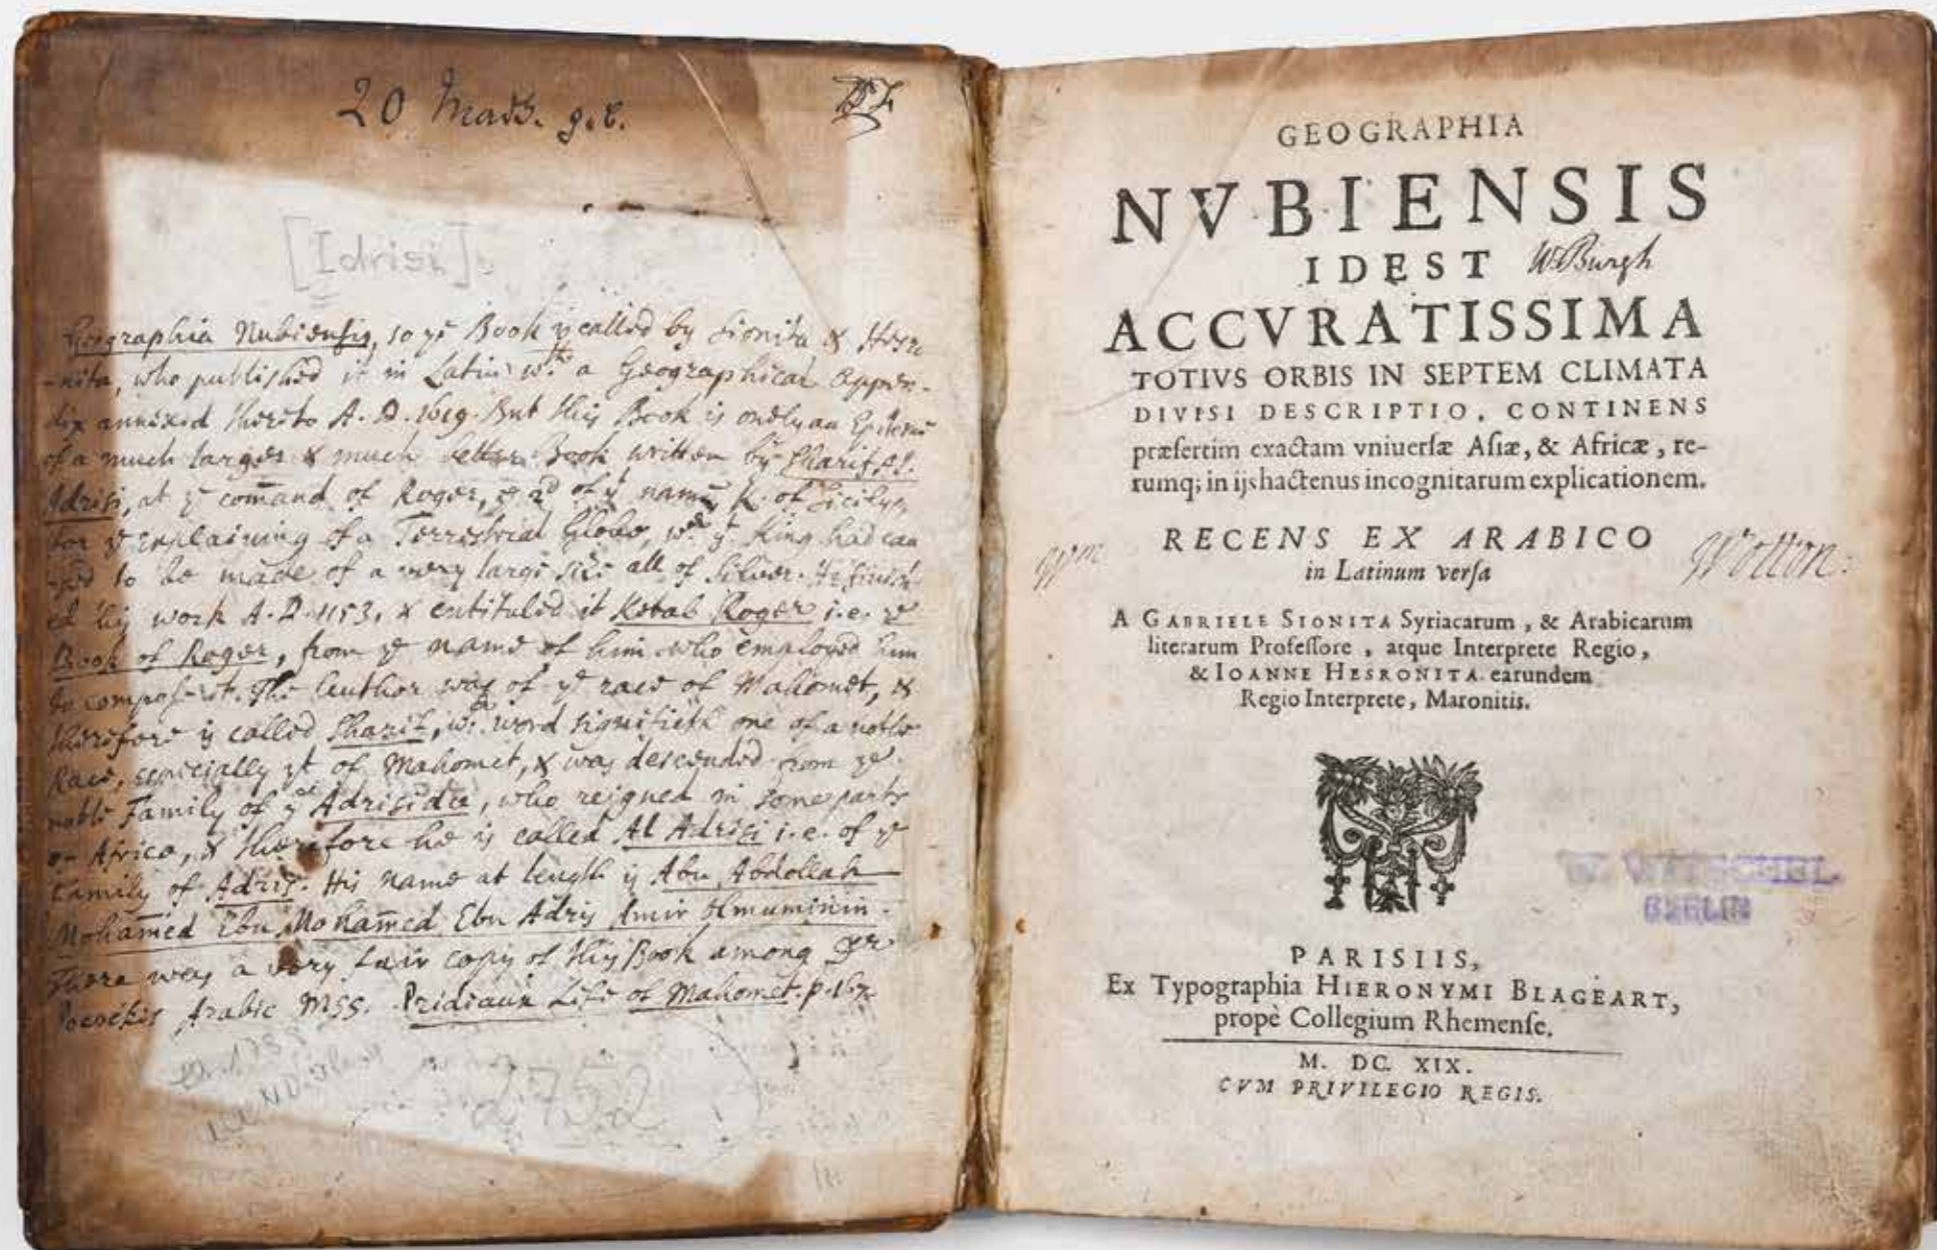 20 Mads. g.t.
[Idrisi]
Geographia Nubiensis, so ye Book is called by Sionita & Hesro
-nita, who published it in Latin wth a Geographical Appen-
dix annexed thereto A. D. 1619. But this Book is onely an Epitome
of a much larger & much better Book written by Sharif Al.
Idrisi, at ye comand of Roger, ye 2d of yt name K. of Sicily,
for ye explaining of a Terrestrial Globe, wch yt King had cau
-sed to be made of a very large size all of Silver. He finish-
ed his work A. D. 1153, & entituled it Ketab Roger i.e. ye
Book of Roger, from ye name of him who employed him
to compose it. The Author was of ye race of Mahomet, &
therefore is called Sharif, wch word signifieth one of a noble
Race, especially yt of Mahomet, & was descended from ye
noble Family of ye Adrisidæ, who reigned in some parts
of Africa, & therefore he is called Al Adrisi i.e. of ye
Family of Adris. His name at length is Abu Abdollah
Mohamed Ebn Mohamed Ebn Adris Amir Olmuminin.
There was a very fair copy of this Book among Dr
Pocockis Arabic MSS. Prideaux Life of Mahomet. p.
2752
GEOGRAPHIA
NVBIENSIS
IDEST W. Burgh
ACCVRATISSIMA
TOTIVS ORBIS IN SEPTEM CLIMATA
DIVISI DESCRIPTIO, CONTINENS
præsertim exactam vniuersæ Asiæ, & Africæ, re-
rumq; in ijs hactenus incognitarum explicationem.
RECENS EX ARABICO
Wm Wotton:
in Latinum versa
A GABRIELE SIONITA Syriacarum, & Arabicarum
literarum Professore, atque Interprete Regio,
& IOANNE HESRONITA earundem
Regio Interprete, Maronitis.
BERLIN
PARISIIS,
Ex Typographia HIERONYMI BLAGEART,
propè Collegium Rhemense.
M. DC. XIX.
CVM PRIVILEGIO REGIS.